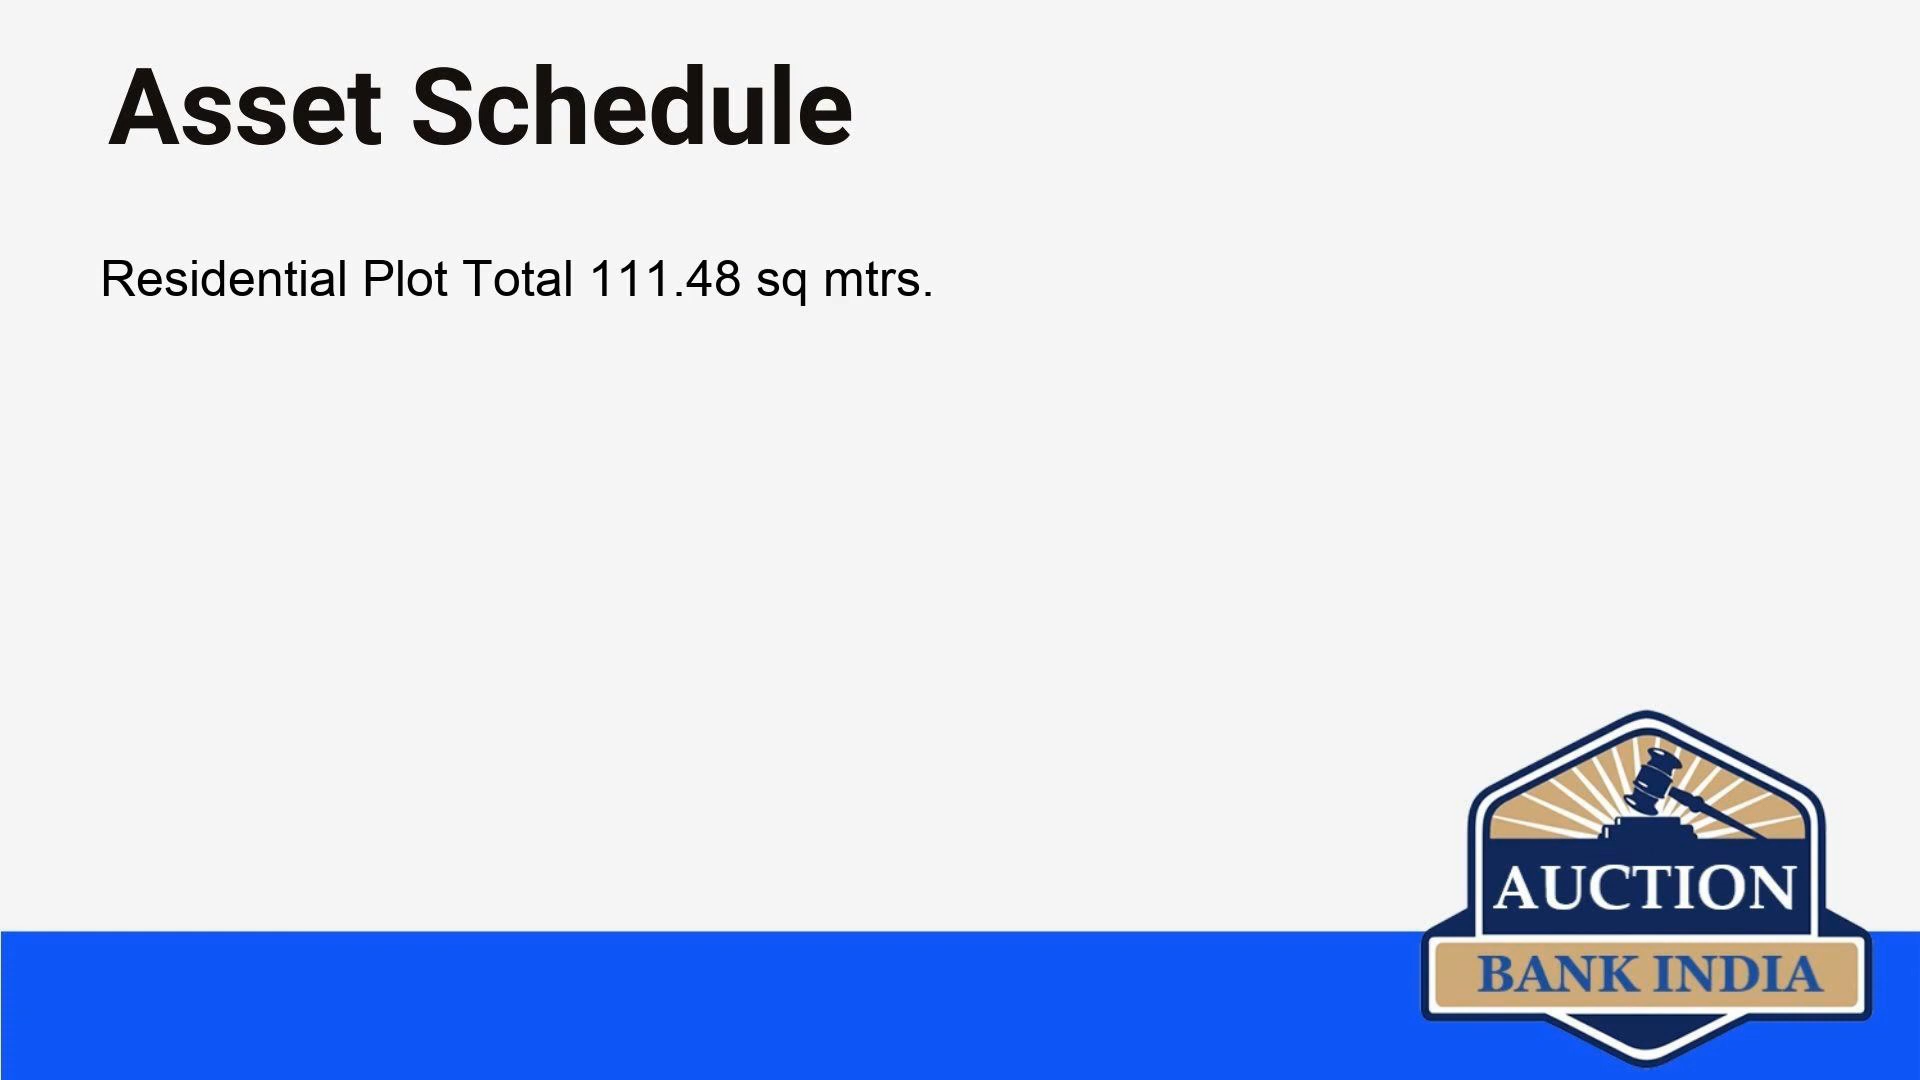 Asset Schedule
Residential Plot Total 111.48 sq mtrs.
AUCTION
BANK INDIA